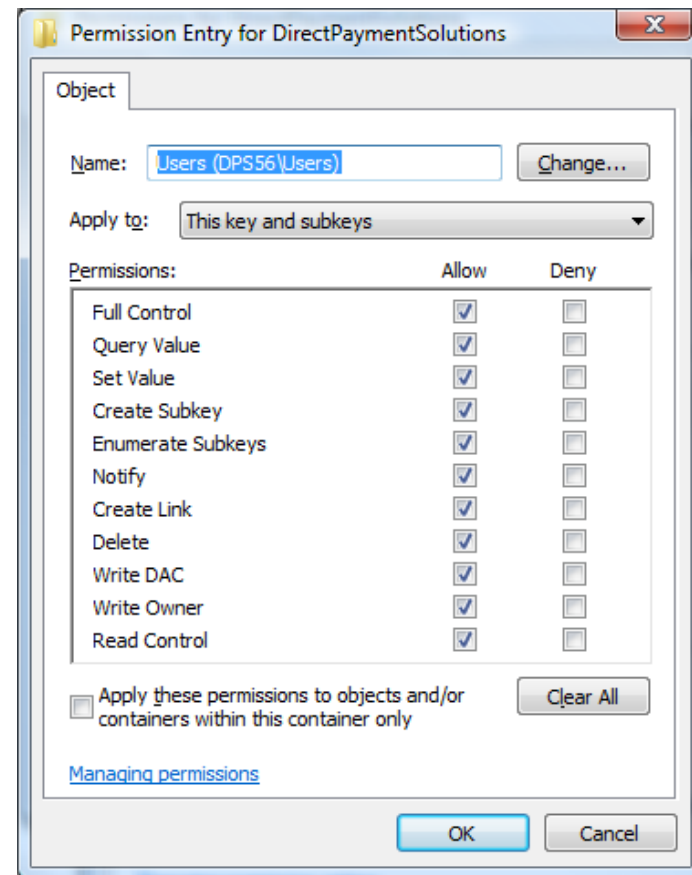 Permission Entry for DirectPaymentSolutions
Object
Name: Users (DPS56\Users) Change...
Apply to: This key and subkeys
Permissions: Allow Deny
Full Control
Query Value
Set Value
Create Subkey
Enumerate Subkeys
Notify
Create Link
Delete
Write DAC
Write Owner
Read Control
Apply these permissions to objects and/or Clear All
containers within this container only
Managing permissions
OK Cancel